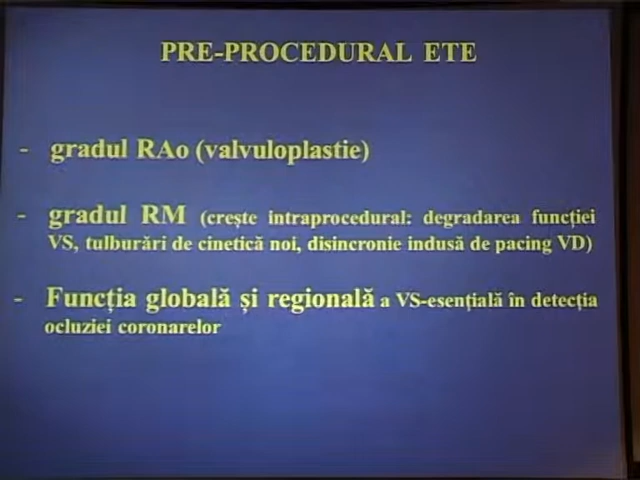 PRE-PROCEDURAL ETE
- gradul RAo (valvuloplastie)
- gradul RM (crește intraprocedural: degradarea funcției
VS, tulburări de cinetică noi, disincronie indusă de pacing VD)
- Funcția globală și regională a VS-esențială în detecția
ocluziei coronarelor